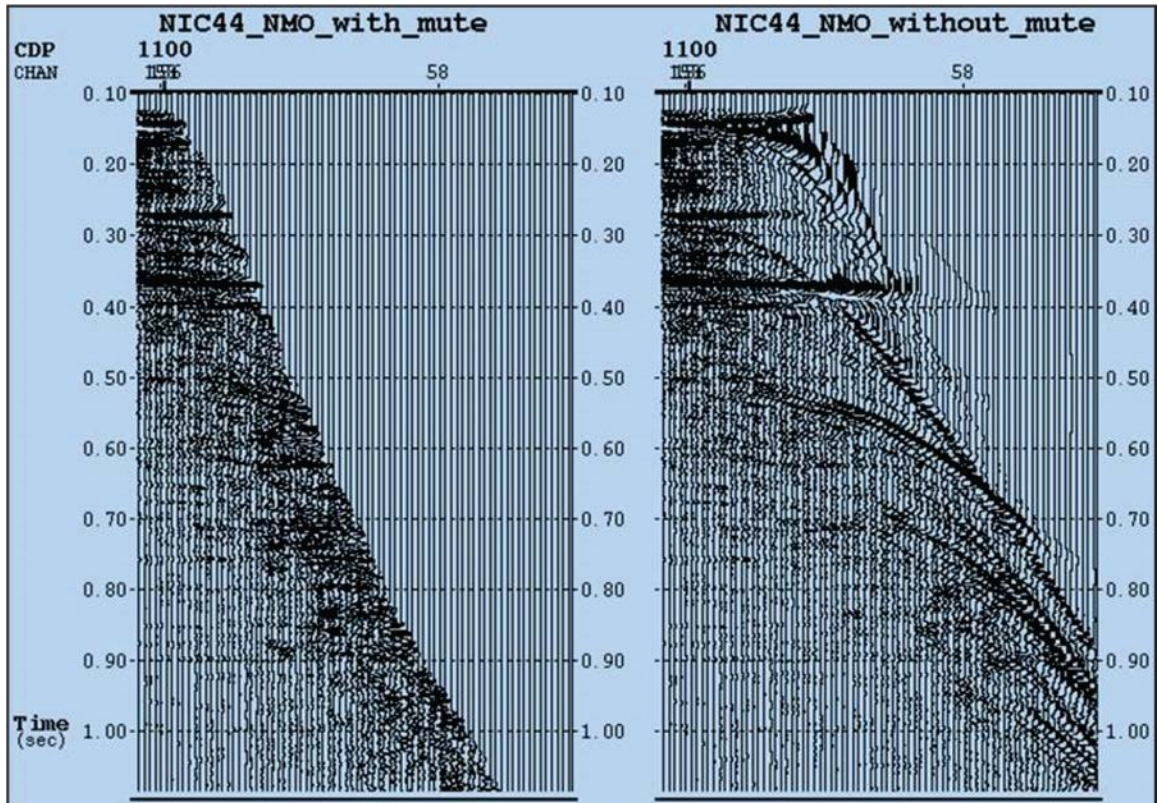 NIC44_NMO_with_mute NIC44_NMO_without_mute
CDP 1100 1100
CHAN 58 58
0.10 0.10 0.10
0.20 0.20 0.20
0.30 0.30 0.30
0.40 0.40 0.40
0.50 0.50 0.50
0.60 0.60 0.60
0.70 0.70 0.70
0.80 0.80 0.80
0.90 0.90 0.90
Time
(sec) 1.00 1.00 1.00